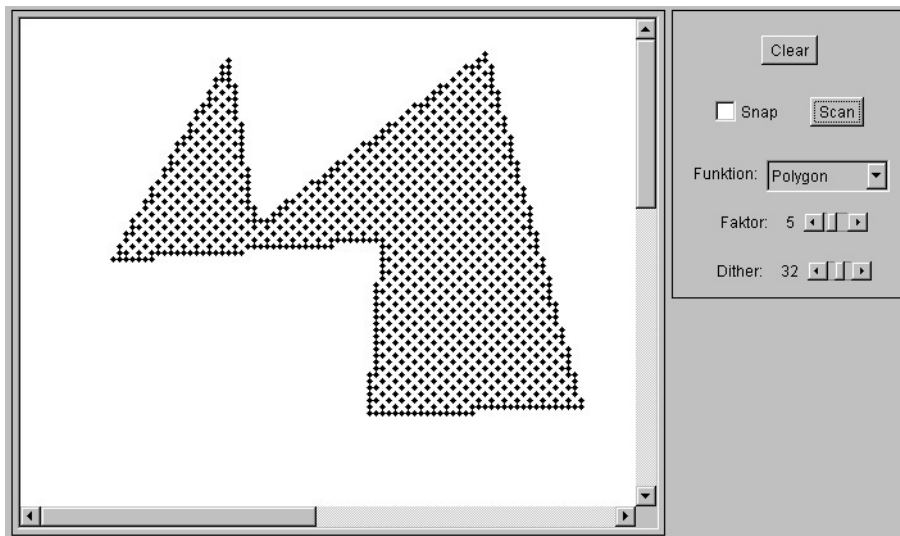 Clear
Snap Scan
Funktion: Polygon
Faktor: 5
Dither: 32